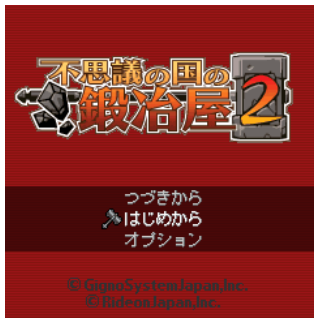 不思議の国の
鍛冶屋2
つづきから
はじめから
オプション
© GignoSystemJapan,Inc.
© RideonJapan,Inc.